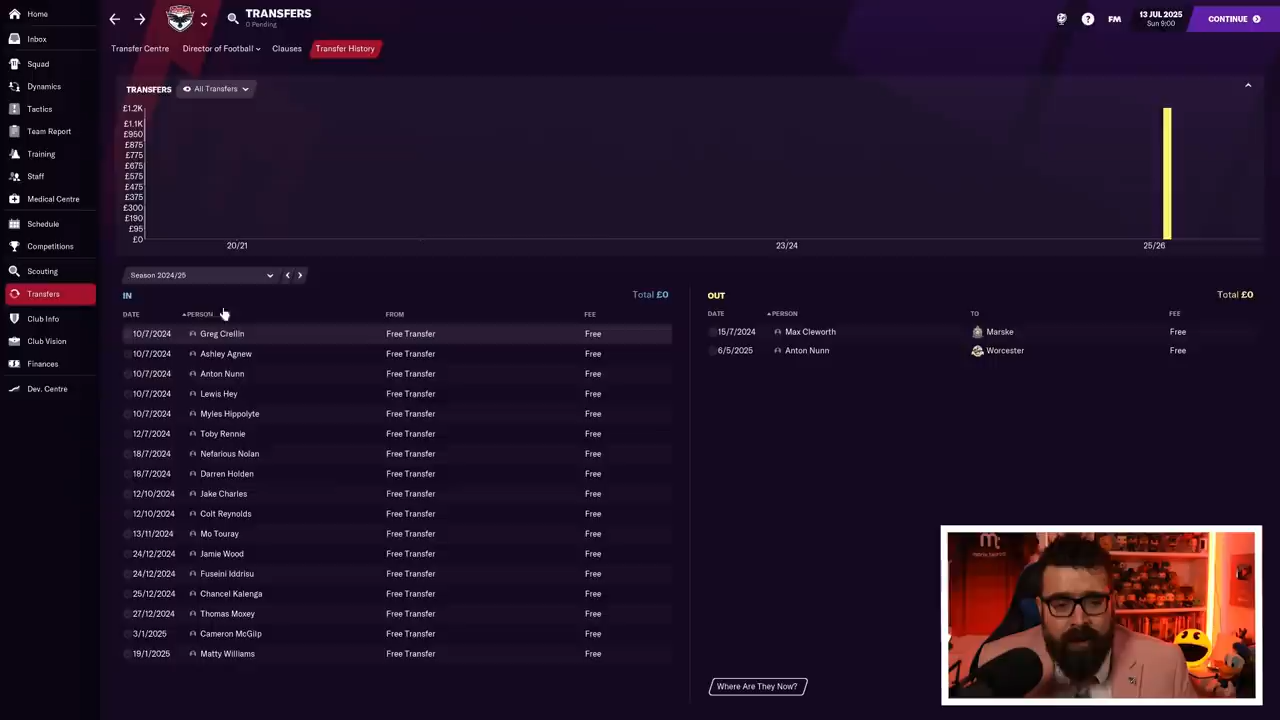 TRANSFERS
0 Pending
13 JUL 2025
Sun 9:00
FM
CONTINUE
Home
Inbox
Squad
Dynamics
Tactics
Team Report
Training
Staff
Medical Centre
Schedule
Competitions
Scouting
Transfers
Club Info
Club Vision
Finances
Dev. Centre
Transfer Centre Director of Football Clauses Transfer History
TRANSFERS All Transfers
£1.2K
£1.1K
£950
£875
£775
£675
£575
£475
£375
£300
£190
£95
£0
20/21 23/24 25/26
Season 2024/25
IN Total £0
DATE PERSON FROM FEE
10/7/2024 Greg Crellin Free Transfer Free
10/7/2024 Ashley Agnew Free Transfer Free
10/7/2024 Anton Nunn Free Transfer Free
10/7/2024 Lewis Hey Free Transfer Free
10/7/2024 Myles Hippolyte Free Transfer Free
12/7/2024 Toby Rennie Free Transfer Free
18/7/2024 Nefarious Nolan Free Transfer Free
18/7/2024 Darren Holden Free Transfer Free
12/10/2024 Jake Charles Free Transfer Free
12/10/2024 Colt Reynolds Free Transfer Free
13/11/2024 Mo Touray Free Transfer Free
24/12/2024 Jamie Wood Free Transfer Free
24/12/2024 Fuseini Iddrisu Free Transfer Free
25/12/2024 Chancel Kalenga Free Transfer Free
27/12/2024 Thomas Moxey Free Transfer Free
3/1/2025 Cameron McGilp Free Transfer Free
19/1/2025 Matty Williams Free Transfer Free
OUT Total £0
DATE PERSON TO FEE
15/7/2024 Max Cleworth Marske Free
6/5/2025 Anton Nunn Worcester Free
Where Are They Now?